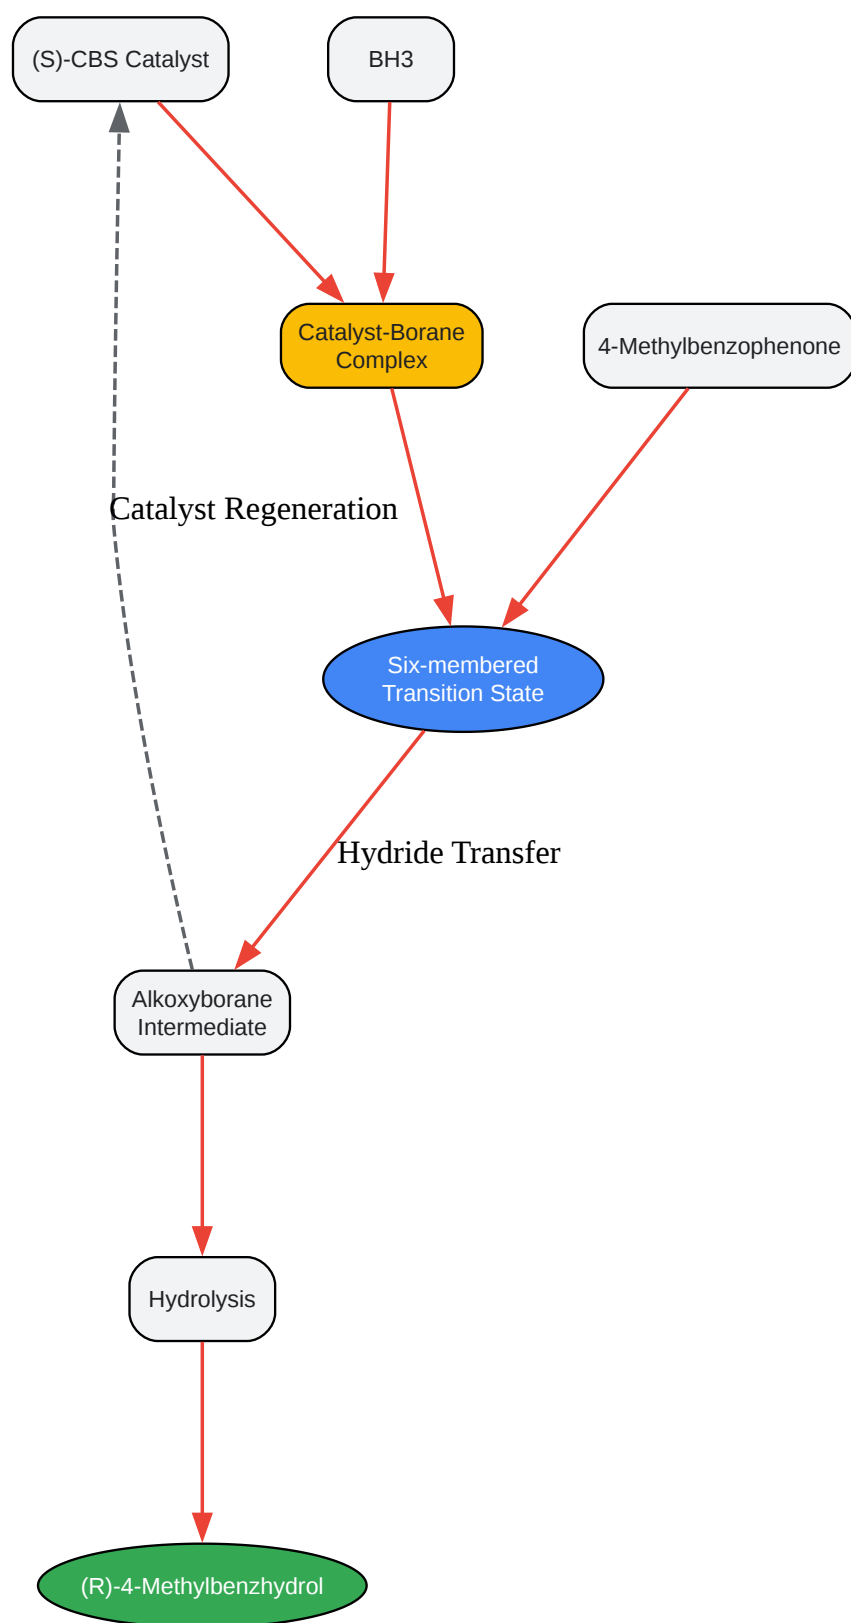 (S)-CBS Catalyst
BH3
Catalyst-Borane
Complex
4-Methylbenzophenone
Catalyst Regeneration
Six-membered
Transition State
Hydride Transfer
Alkoxyborane
Intermediate
Hydrolysis
(R)-4-Methylbenzhydrol